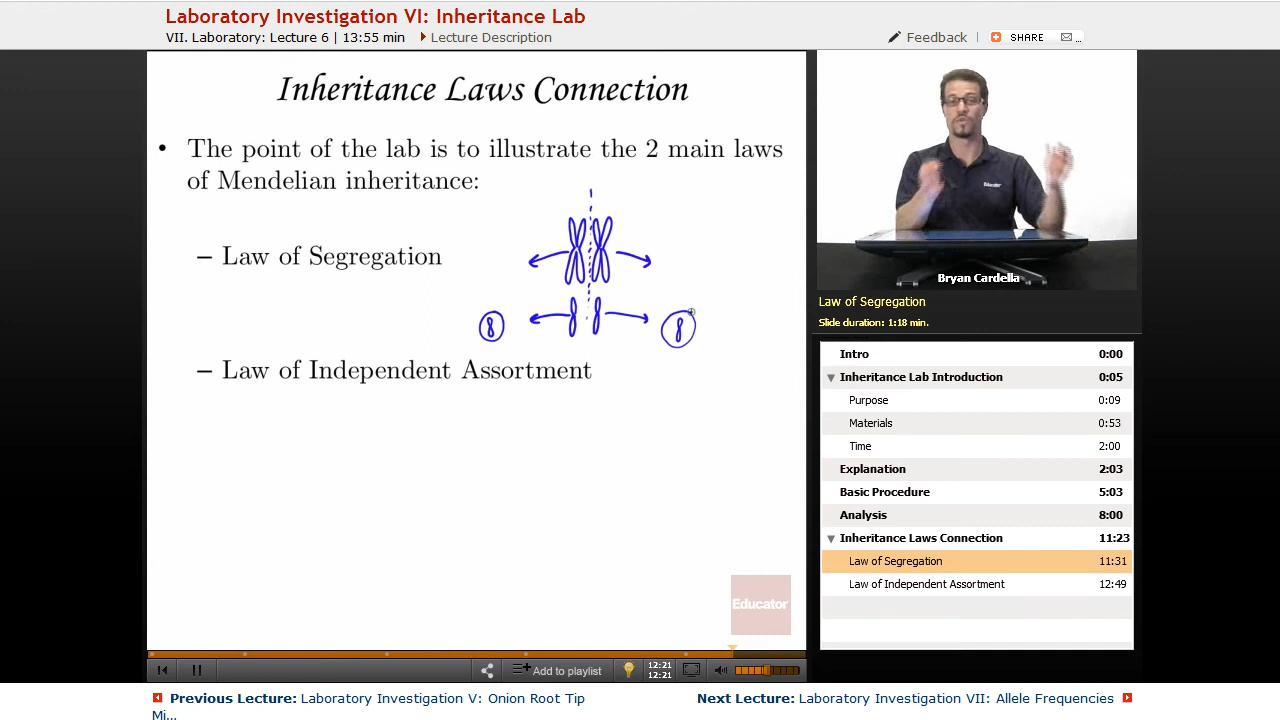 Laboratory Investigation VI: Inheritance Lab
VII. Laboratory: Lecture 6 | 13:55 min Lecture Description
Feedback SHARE ...
Inheritance Laws Connection
• The point of the lab is to illustrate the 2 main laws
of Mendelian inheritance:
– Law of Segregation
– Law of Independent Assortment
Educator
Educator
Bryan Cardella
Law of Segregation
Slide duration: 1:18 min.
Intro 0:00
Inheritance Lab Introduction 0:05
Purpose 0:09
Materials 0:53
Time 2:00
Explanation 2:03
Basic Procedure 5:03
Analysis 8:00
Inheritance Laws Connection 11:23
Law of Segregation 11:31
Law of Independent Assortment 12:49
Add to playlist
12:21
12:21
Previous Lecture: Laboratory Investigation V: Onion Root Tip
Mi...
Next Lecture: Laboratory Investigation VII: Allele Frequencies